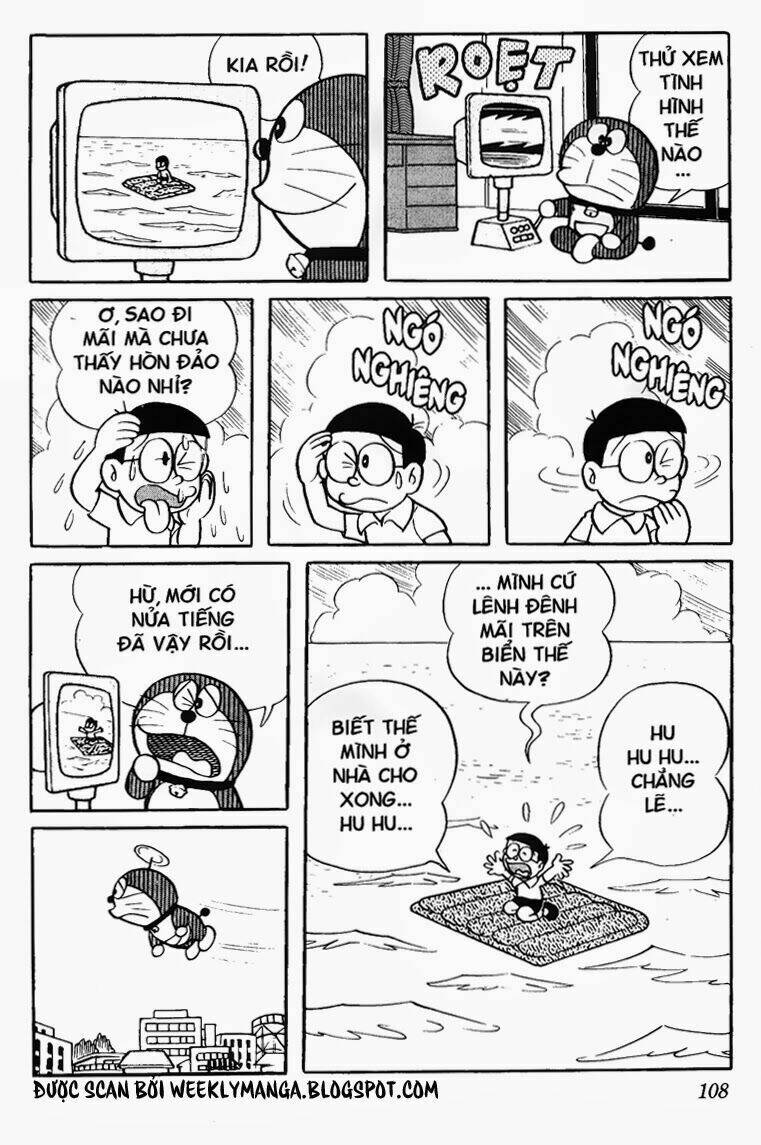 THỬ XEM
TÌNH
HÌNH
THẾ
NÀO
...
ROẸT
KIA RỒI!
NGÓ
NGHIÊNG
NGÓ
NGHIÊNG
Ơ, SAO ĐI
MÃI MÀ CHƯA
THẤY HÒN ĐẢO
NÀO NHỈ?
HU
HU HU...
CHẲNG
LẼ...
... MÌNH CỨ
LÊNH ĐÊNH
MÃI TRÊN
BIỂN THẾ
NÀY?
BIẾT THẾ
MÌNH Ở
NHÀ CHO
XONG...
HU HU...
HỪ, MỚI CÓ
NỬA TIẾNG
ĐÃ VẬY RỒI...
ĐƯỢC SCAN BỞI WEEKLYMANGA.BLOGSPOT.COM
108